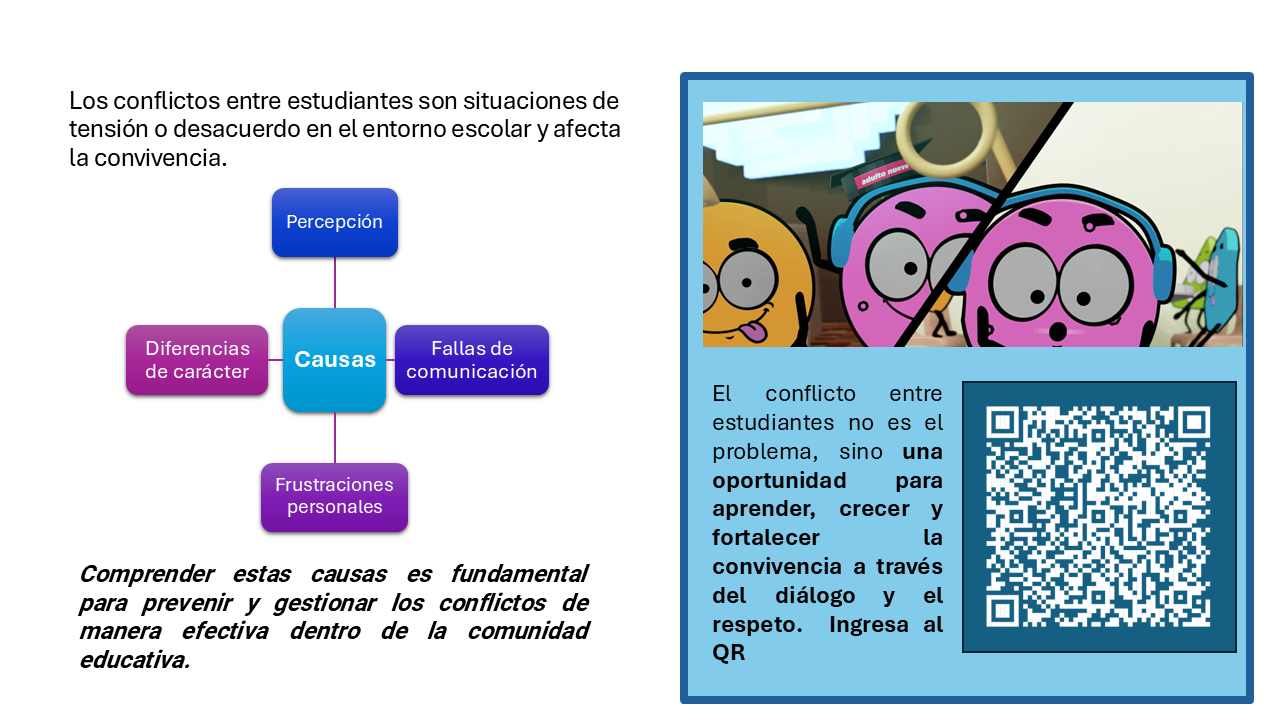 Los conflictos entre estudiantes son situaciones de
tensión o desacuerdo en el entorno escolar y afecta
la convivencia.
Percepción
Diferencias
de carácter
Causas
Fallas de
comunicación
Frustraciones
personales
Comprender estas causas es fundamental
para prevenir y gestionar los conflictos de
manera efectiva dentro de la comunidad
educativa.
adulto nuevo
El conflicto entre
estudiantes no es el
problema, sino una
oportunidad para
aprender, crecer y
fortalecer la
convivencia a través
del diálogo y el
respeto. Ingresa al
QR